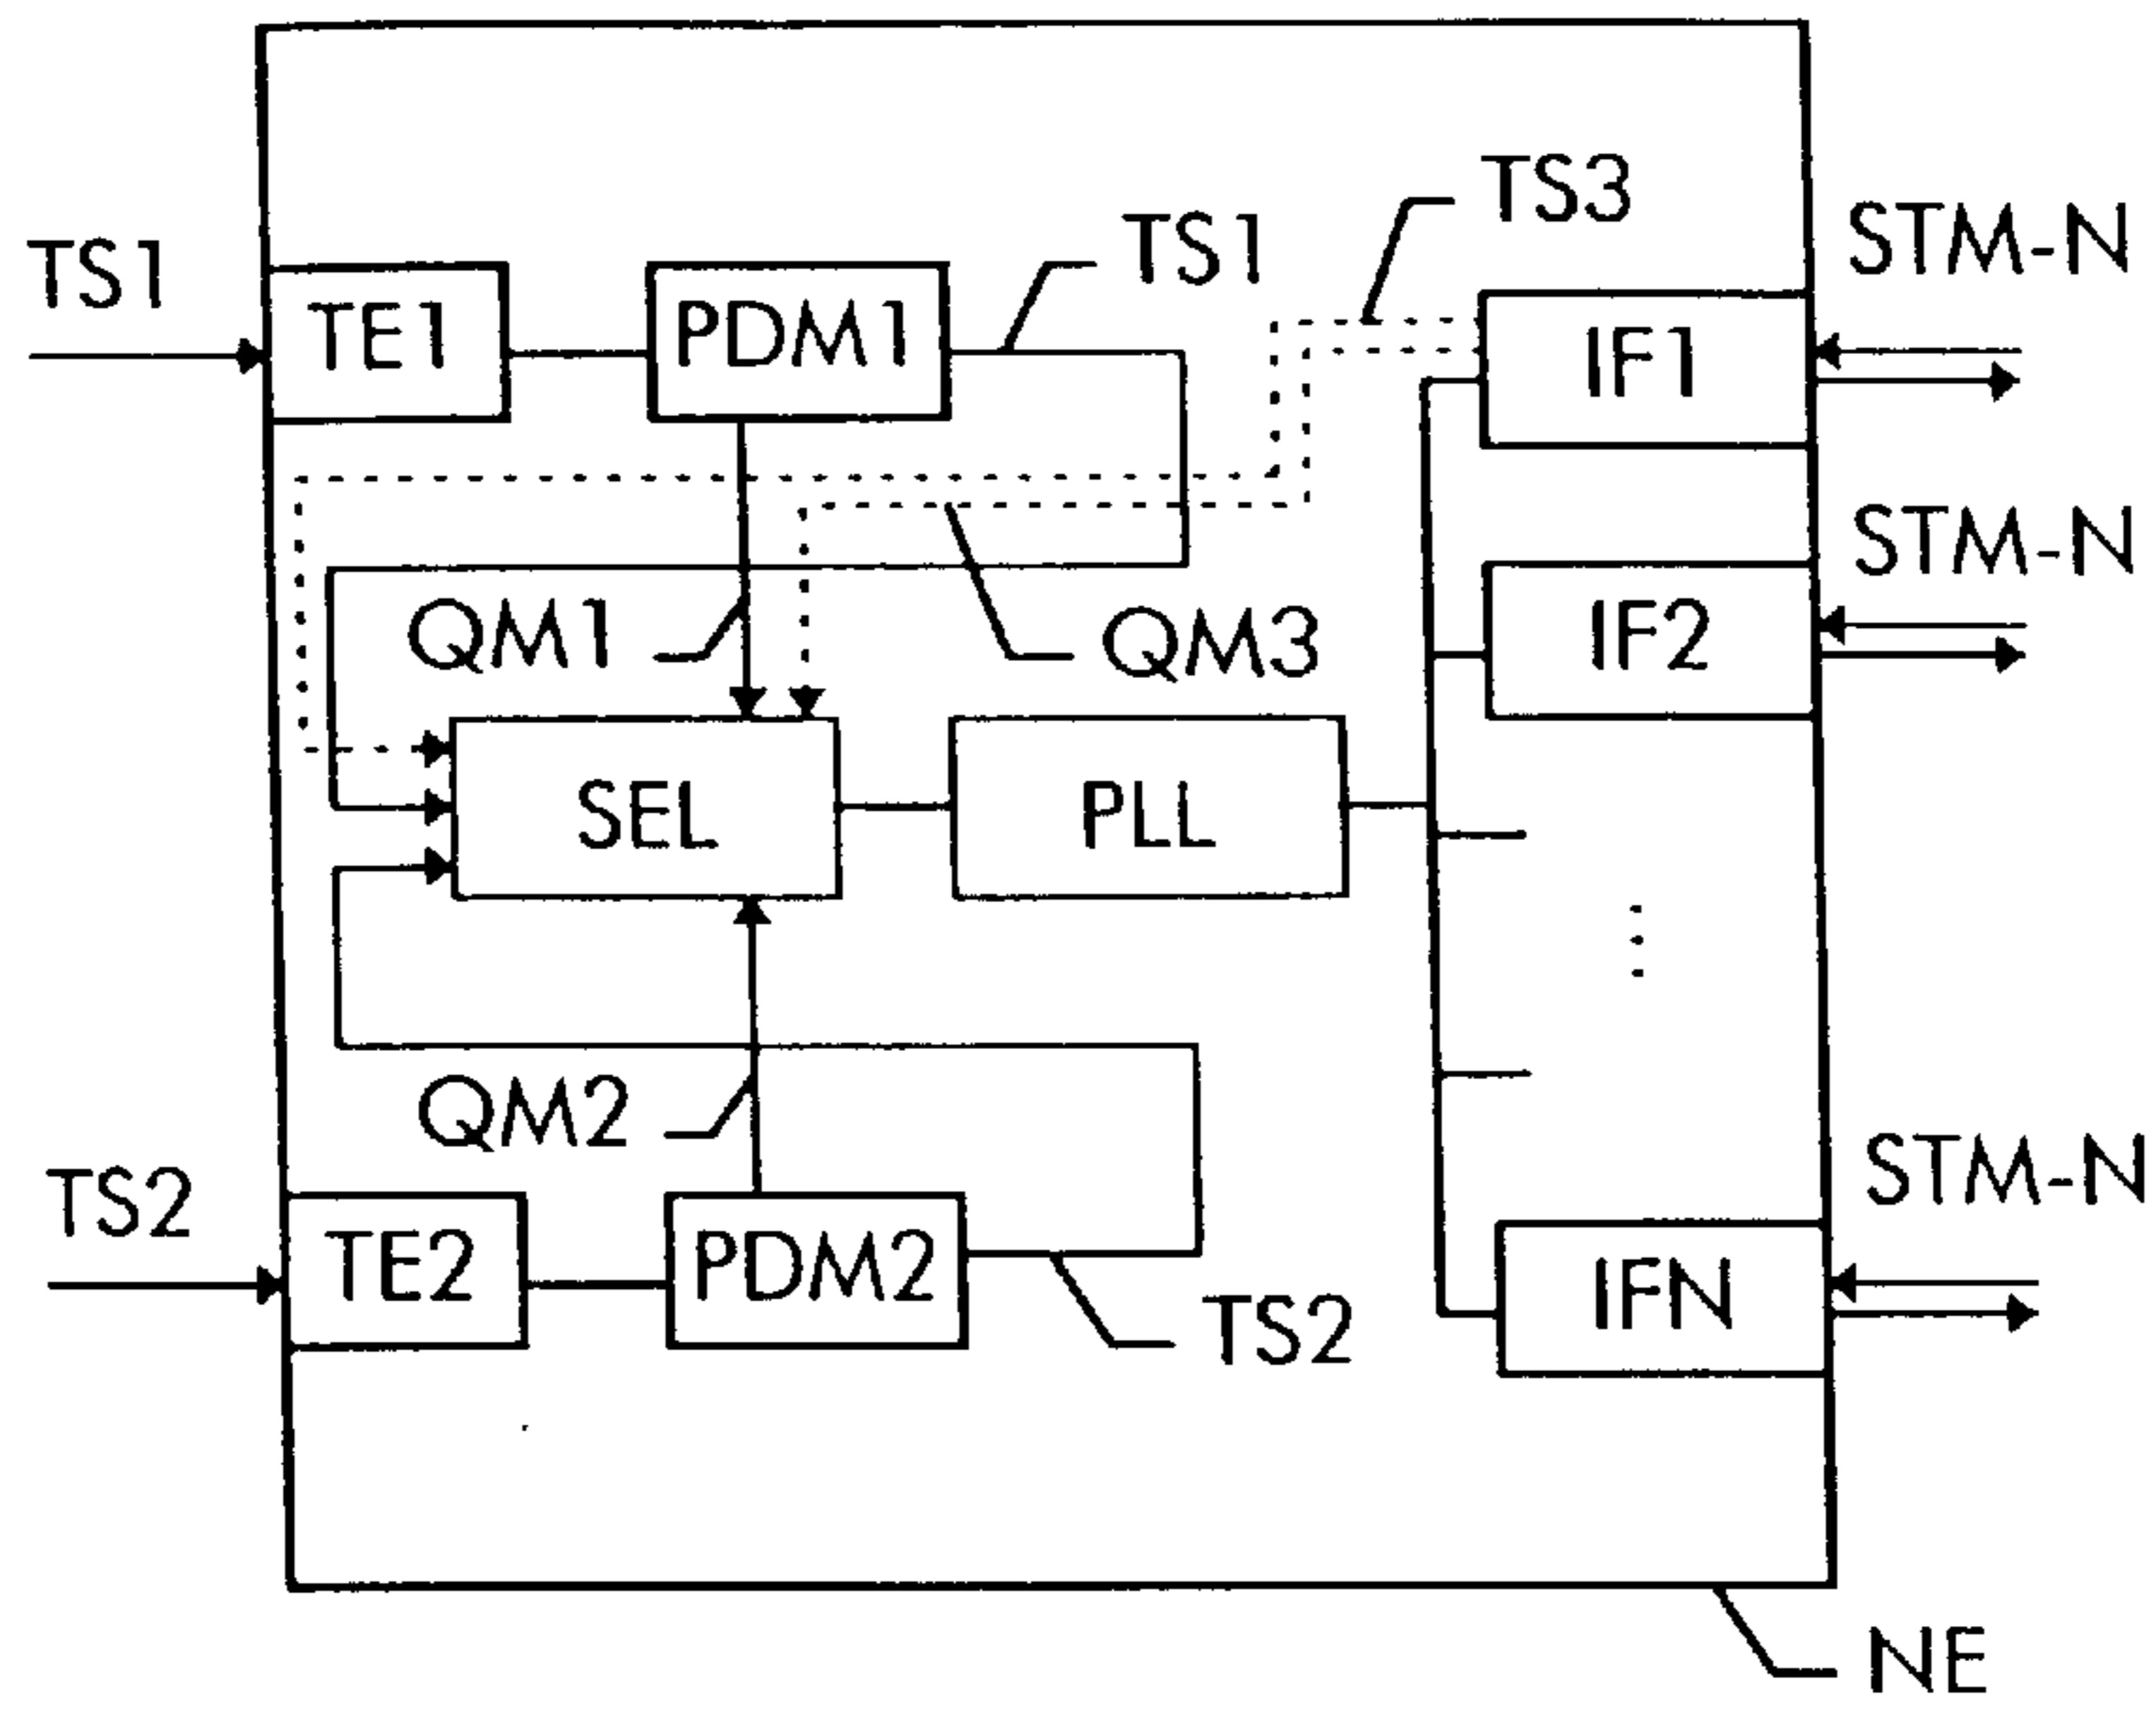 TS3
STM-N
TS1
TS1
TE1
PDM1
IF1
STM-N
QM1
QM3
IF2
SEL
PLL
QM2
STM-N
TS2
TE2
PDM2
IFN
TS2
NE